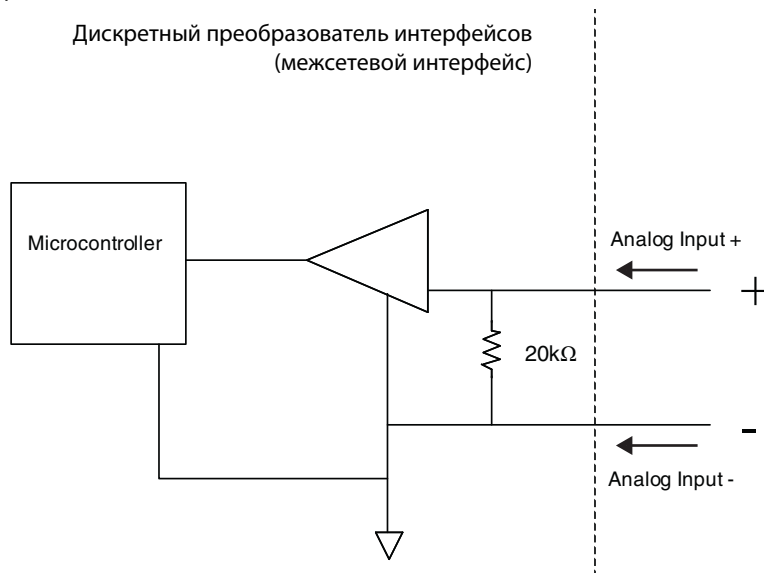 Дискретный преобразователь интерфейсов
(межсетевой интерфейс)
Microcontroller
Analog Input +
+
20kΩ
-
Analog Input -